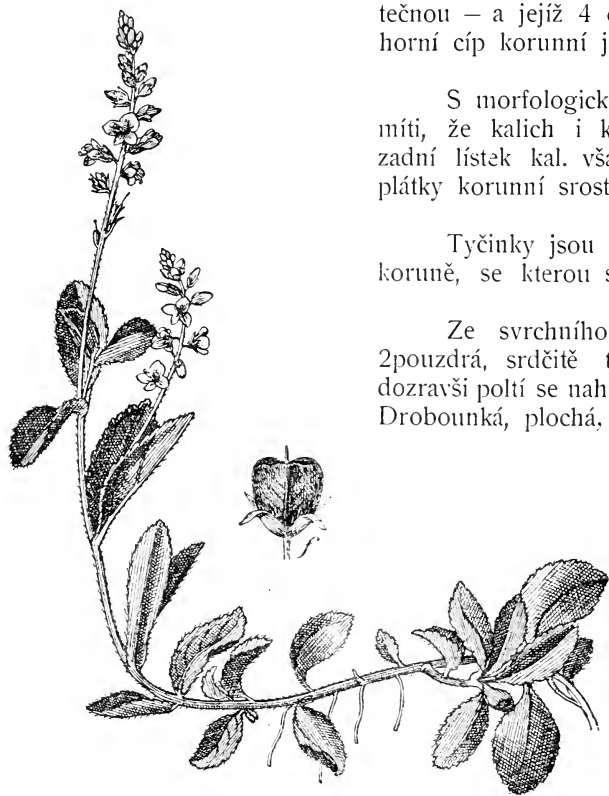 tečnou — a jejíž 4
horní cíp korunní
S morfologick
míti, že kalich i
zadní lístek kal. vša
plátky korunní srost
Tyčinky jsou
koruně, se kterou
Ze svrchního
2pouzdrá, srdčitě
dozravši poltí se nah
Drobounká, plochá,